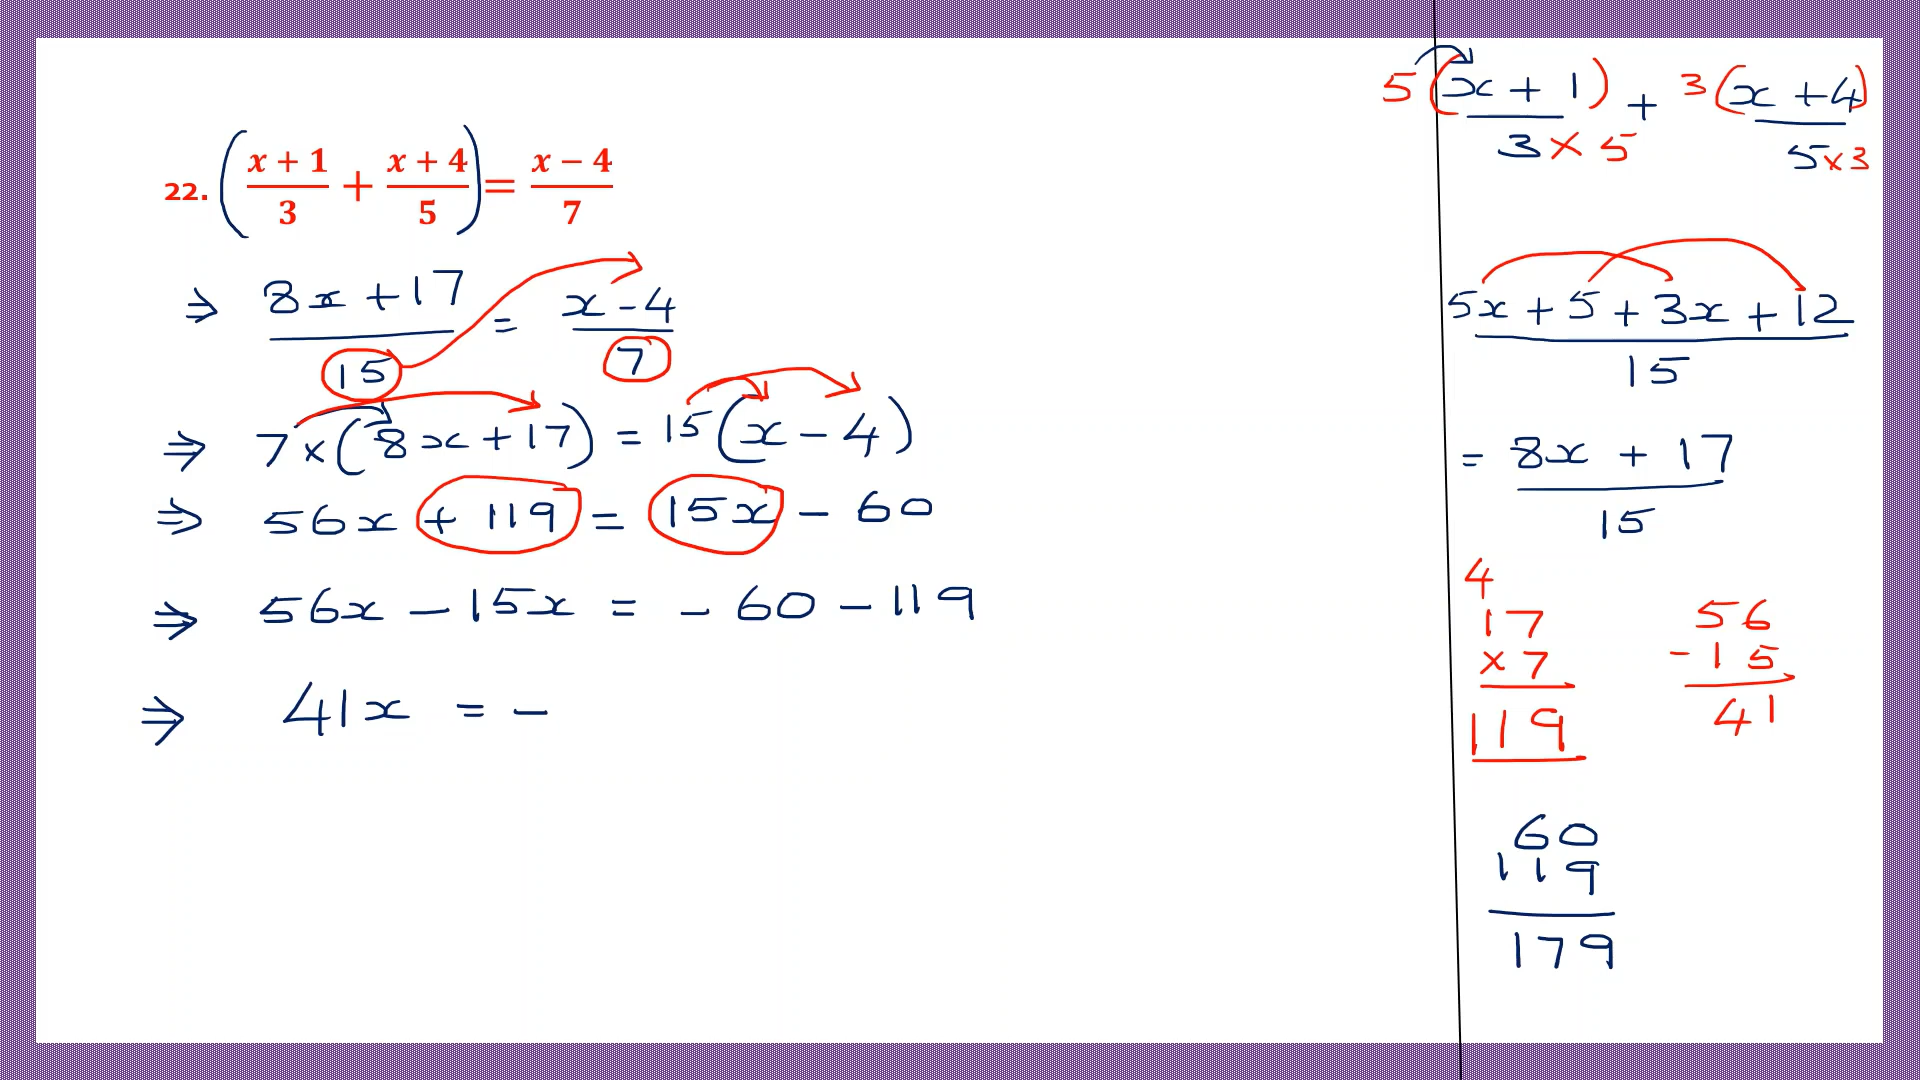 22. (x + 1/3 + x + 4/5) = x − 4/7
⇒ 8x + 17/15 = x - 4/7
⇒ 7 × (8x + 17) = 15(x - 4)
⇒ 56x + 119 = 15x - 60
⇒ 56x - 15x = - 60 - 119
⇒ 41x = -
5(x + 1)/3 × 5 + 3(x + 4)/5 × 3
5x + 5 + 3x + 12/15
= 8x + 17/15
4
17
× 7
119
56
- 15
41
60
119
179